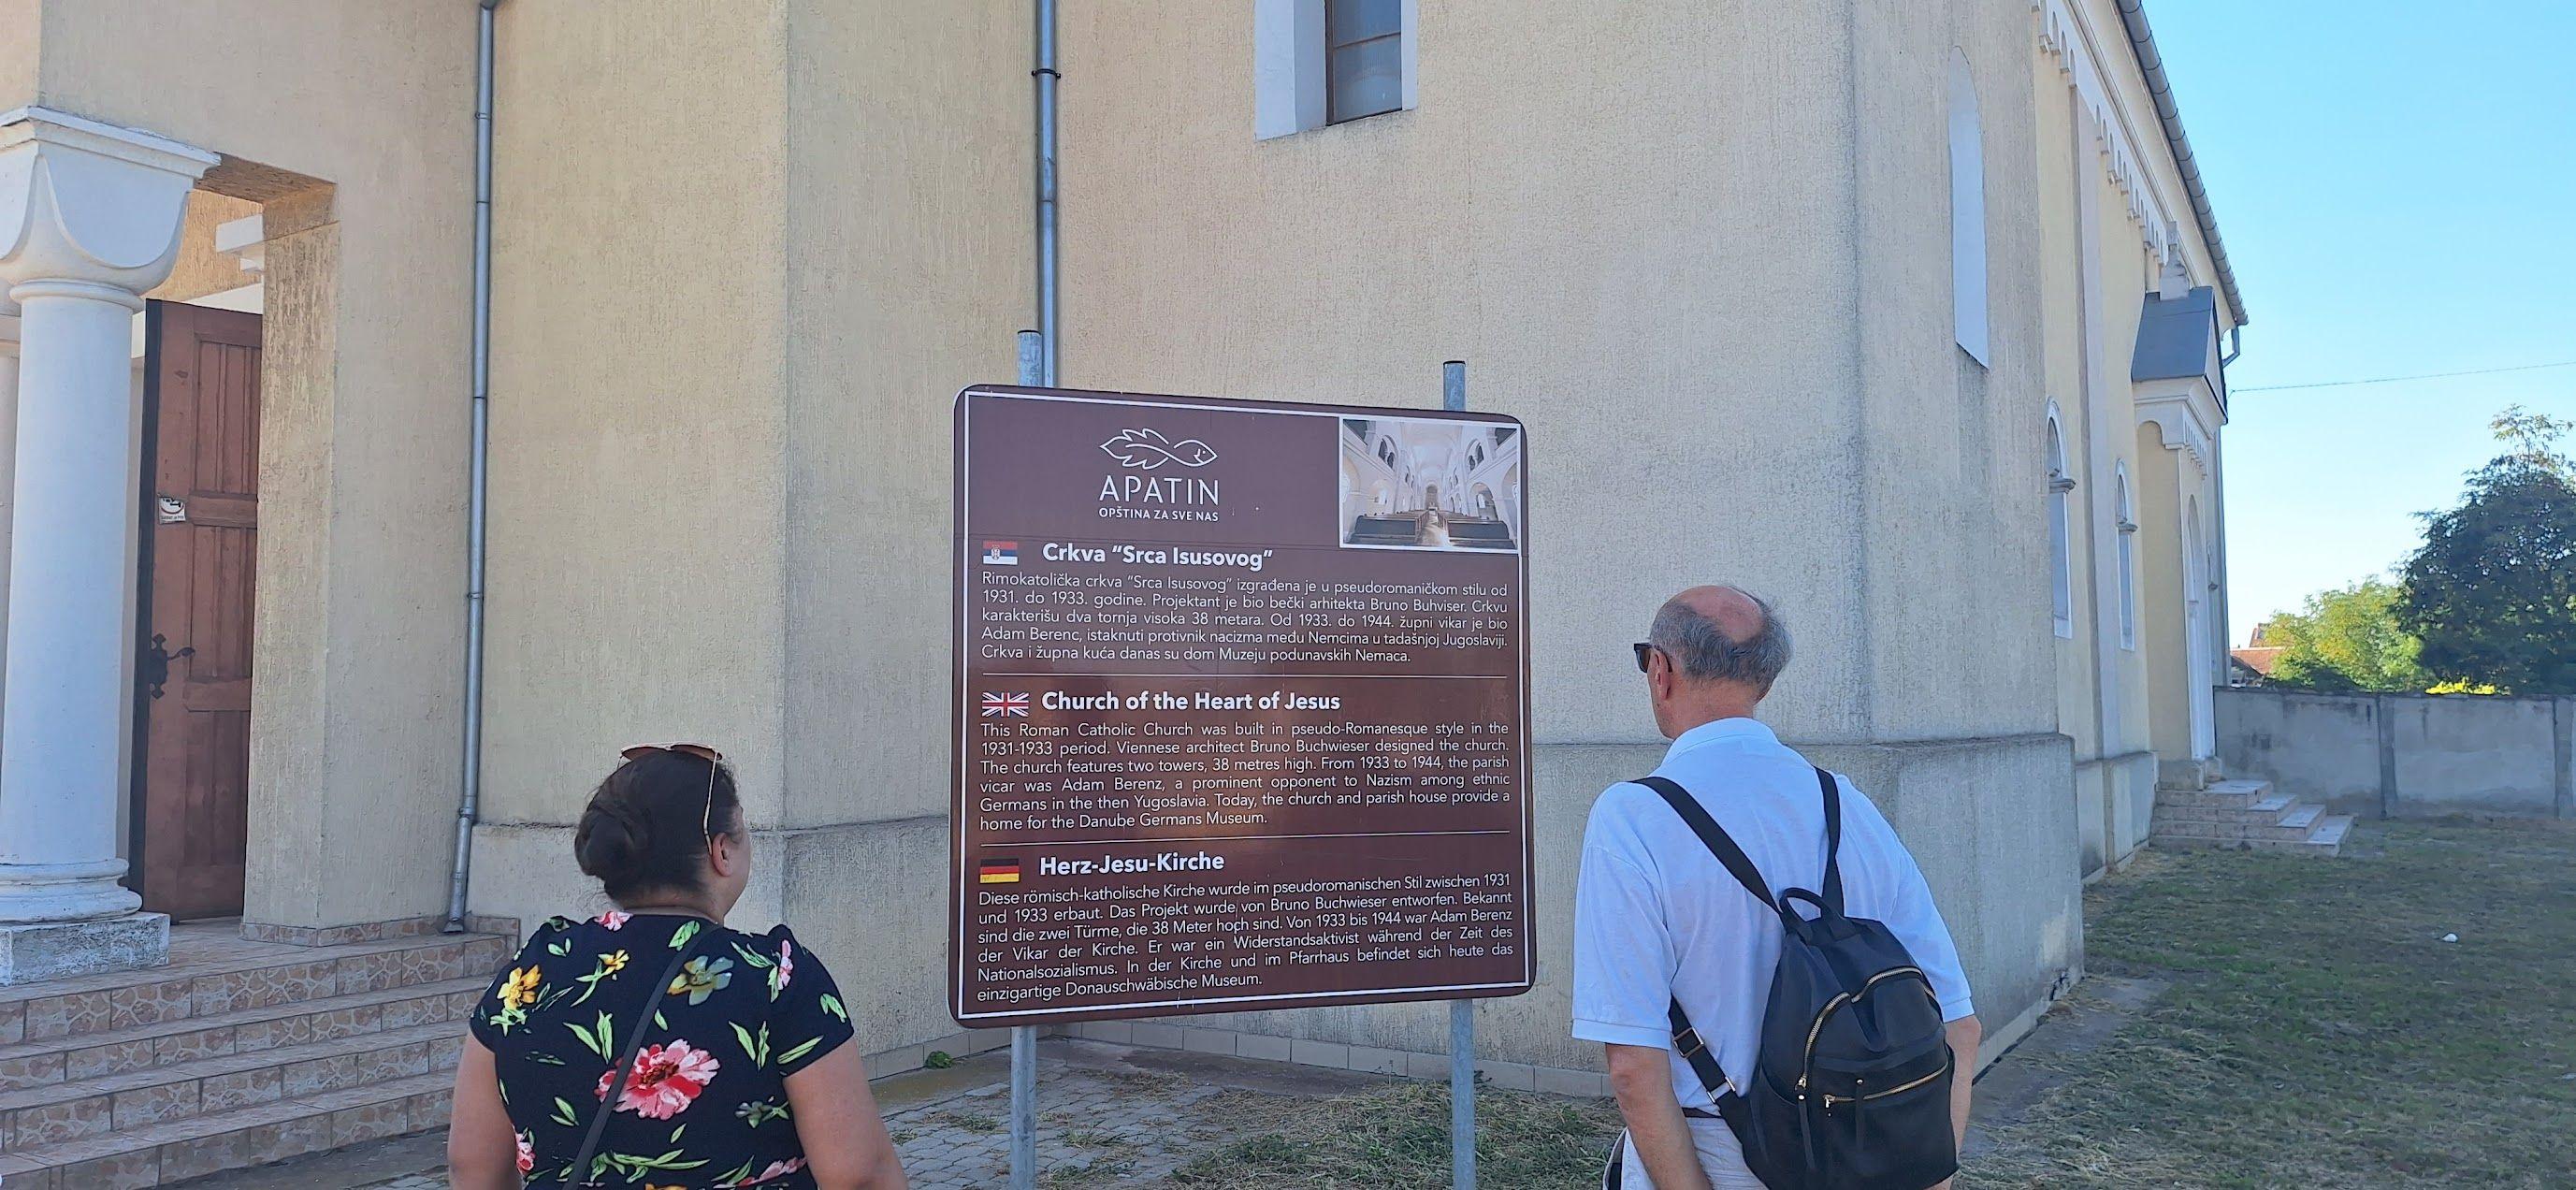 APATIN
OPŠTINA ZA SVE NAS
Crkva "Srca Isusovog"
Rimokatolička crkva "Srca Isusovog" izgrađena je u pseudoromaničkom stilu od
1931. do 1933. godine. Projektant je bio bečki arhitekta Bruno Buhviser. Crkvu
karakterišu dva tornja visoka 38 metara. Od 1933. do 1944. župni vikar je bio
Adam Berenc, istaknuti protivnik nacizma među Nemcima u tadašnjoj Jugoslaviji.
Crkva i župna kuća danas su dom Muzeju podunavskih Nemaca.
Church of the Heart of Jesus
This Roman Catholic Church was built in pseudo-Romanesque style in the
1931-1933 period. Viennese architect Bruno Buchwieser designed the church.
The church features two towers, 38 metres high. From 1933 to 1944, the parish
vicar was Adam Berenz, a prominent opponent to Nazism among ethnic
Germans in the then Yugoslavia. Today, the church and parish house provide a
home for the Danube Germans Museum.
Herz-Jesu-Kirche
Diese römisch-katholische Kirche wurde im pseudoromanischen Stil zwischen 1931
und 1933 erbaut. Das Projekt wurde von Bruno Buchwieser entworfen. Bekannt
sind die zwei Türme, die 38 Meter hoch sind. Von 1933 bis 1944 war Adam Berenz
der Vikar der Kirche. Er war ein Widerstandsaktivist während der Zeit des
Nationalsozialismus. In der Kirche und im Pfarrhaus befindet sich heute das
einzigartige Donauschwäbische Museum.